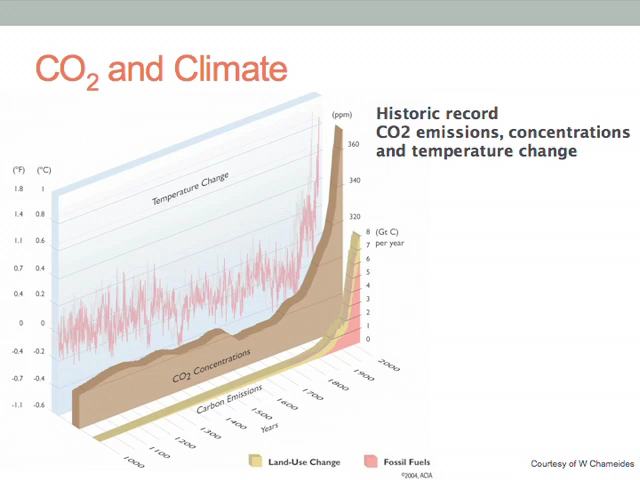 CO2 and Climate
Historic record
CO2 emissions, concentrations
and temperature change
(ppm)
360
340
320
(°F) (°C)
1.8 1
1.4 0.8
1.1 0.6
0.7 0.4
0.4 0.2
0 0
-0.4 -0.2
-0.7 -0.4
-1.1 -0.6
Temperature Change
8 (Gt C)
7 per year
6
5
4
3
2
1
0
CO2 Concentrations
Carbon Emissions
Years
1000
1100
1200
1300
1400
1500
1600
1700
1800
1900
2000
Land-Use Change
Fossil Fuels
©2004, ACIA
Courtesy of W Chameides